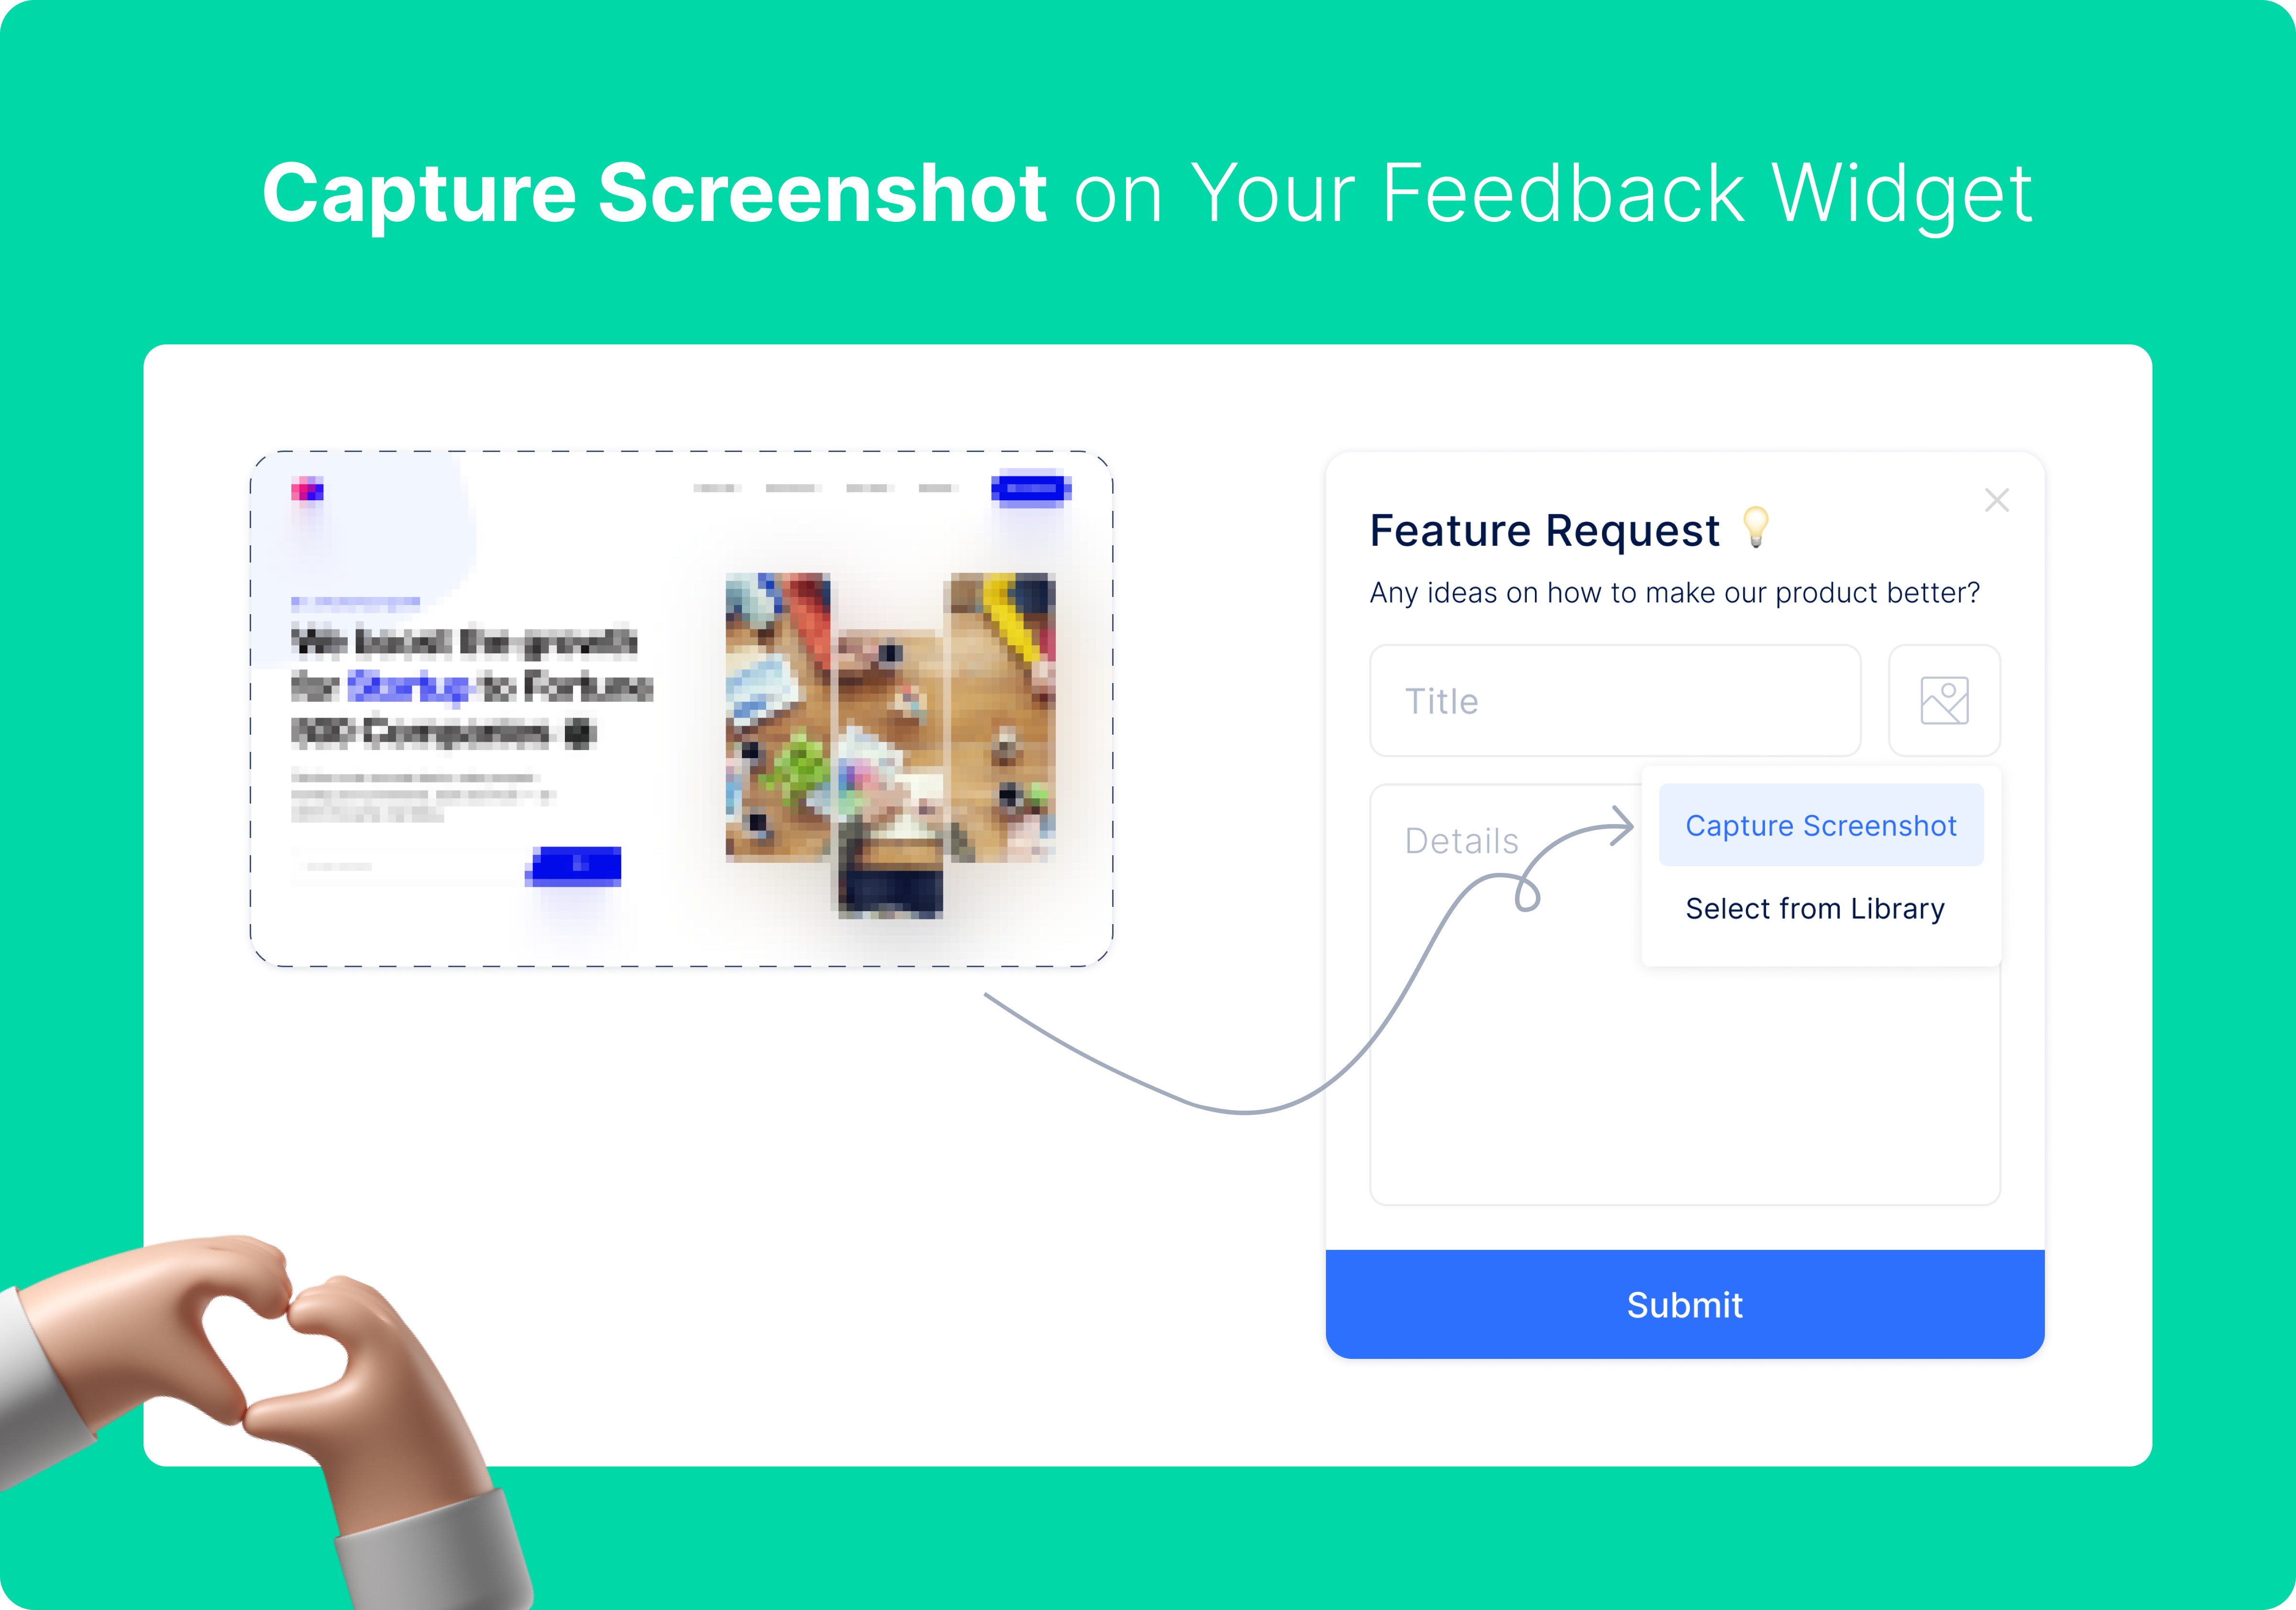 Capture Screenshot on Your Feedback Widget
We boost the growth
for Startup to Fortune
500 Companies
Feature Request 💡
Any ideas on how to make our product better?
Title
Details
Capture Screenshot
Select from Library
Submit